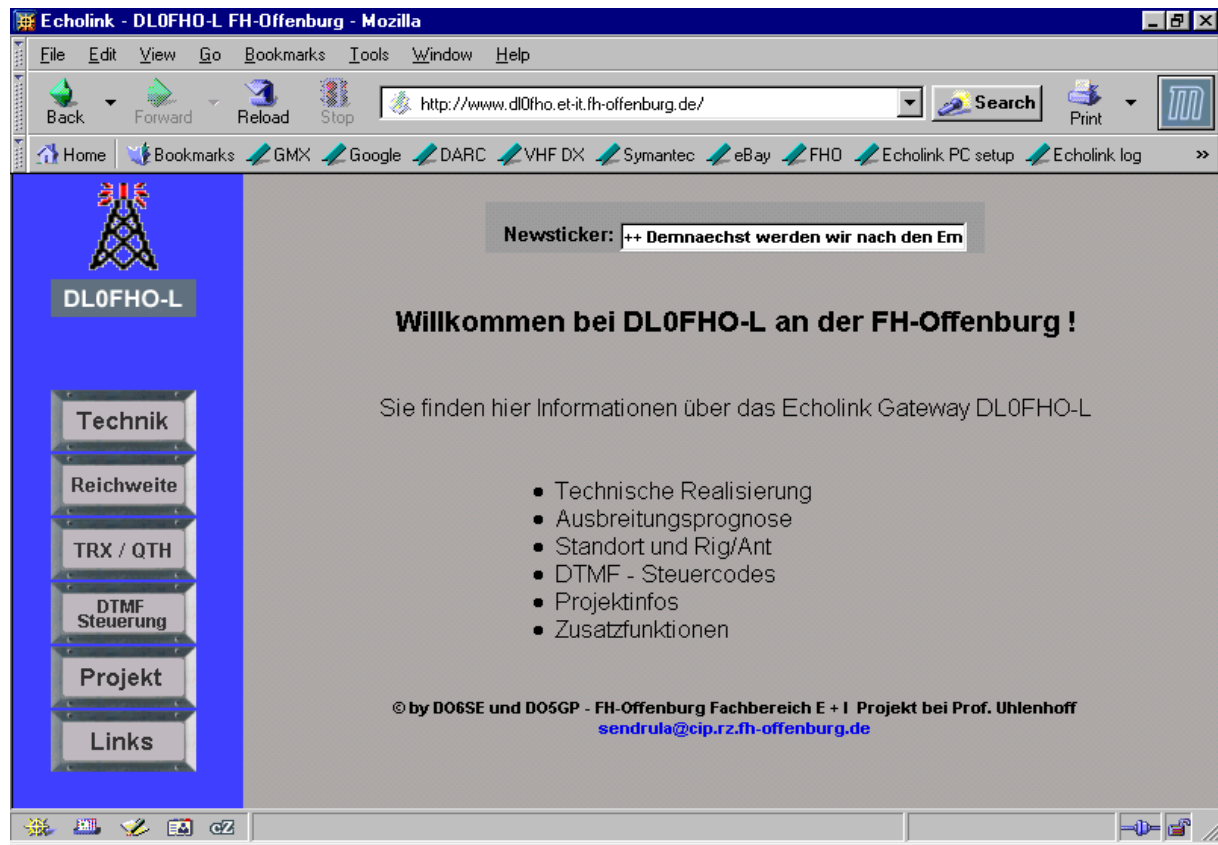 Echolink - DL0FHO-L FH-Offenburg - Mozilla
File Edit View Go Bookmarks Tools Window Help
Back Forward Reload Stop http://www.dl0fho.et-it.fh-offenburg.de/ Search Print
Home Bookmarks GMX Google DARC VHF DX Symantec eBay FHO Echolink PC setup Echolink log »
DL0FHO-L
Technik
Reichweite
TRX / QTH
DTMF
Steuerung
Projekt
Links
Newsticker: ++ Demnaechst werden wir nach den Em
Willkommen bei DL0FHO-L an der FH-Offenburg !
Sie finden hier Informationen über das Echolink Gateway DL0FHO-L
• Technische Realisierung
• Ausbreitungsprognose
• Standort und Rig/Ant
• DTMF - Steuercodes
• Projektinfos
• Zusatzfunktionen
© by DO6SE und DO5GP - FH-Offenburg Fachbereich E + I Projekt bei Prof. Uhlenhoff
sendrula@cip.rz.fh-offenburg.de
cZ